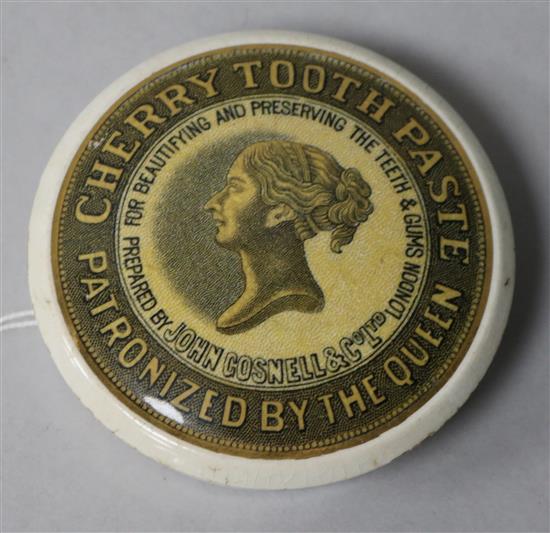 CHERRY TOOTH PASTE
PATRONIZED BY THE QUEEN
FOR BEAUTIFYING AND PRESERVING THE TEETH & GUMS
PREPARED BY JOHN GOSNELL & Co LTD LONDON